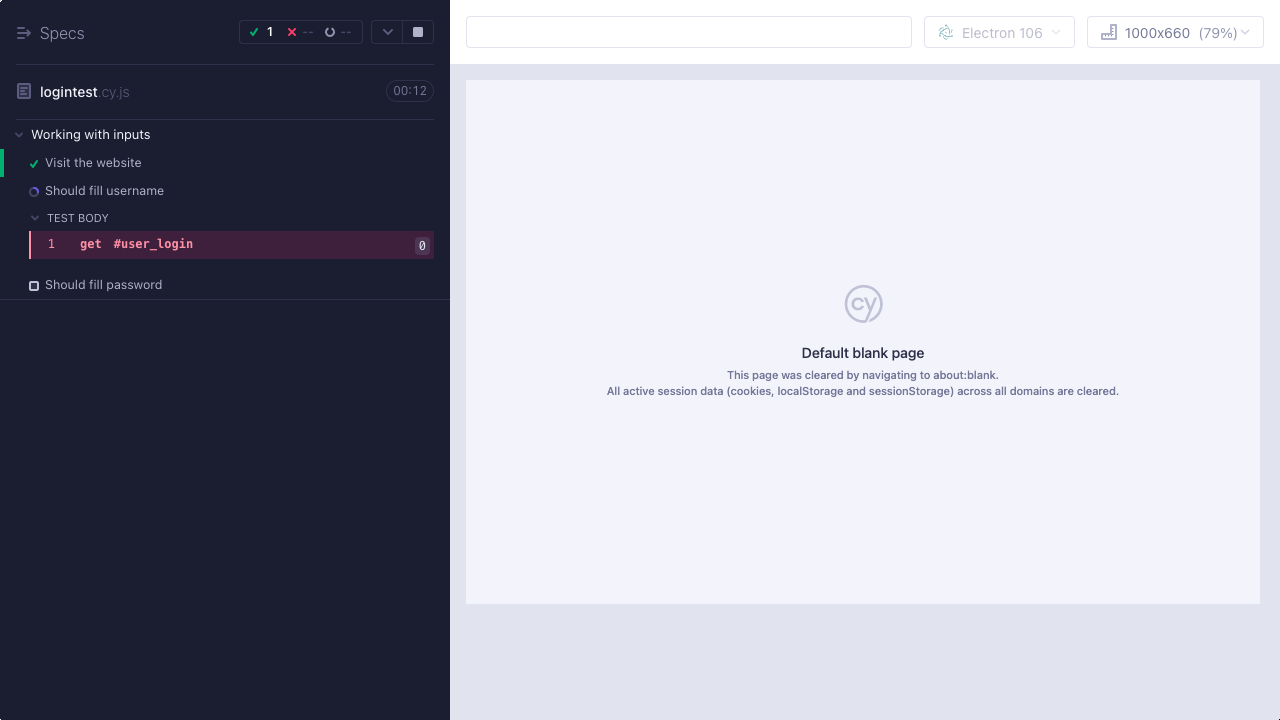 Specs
1 -- --
logintest.cy.js 00:12
Working with inputs
Visit the website
Should fill username
TEST BODY
1 get #user_login 0
Should fill password
Electron 106
1000x660 (79%)
cy
Default blank page
This page was cleared by navigating to about:blank.
All active session data (cookies, localStorage and sessionStorage) across all domains are cleared.